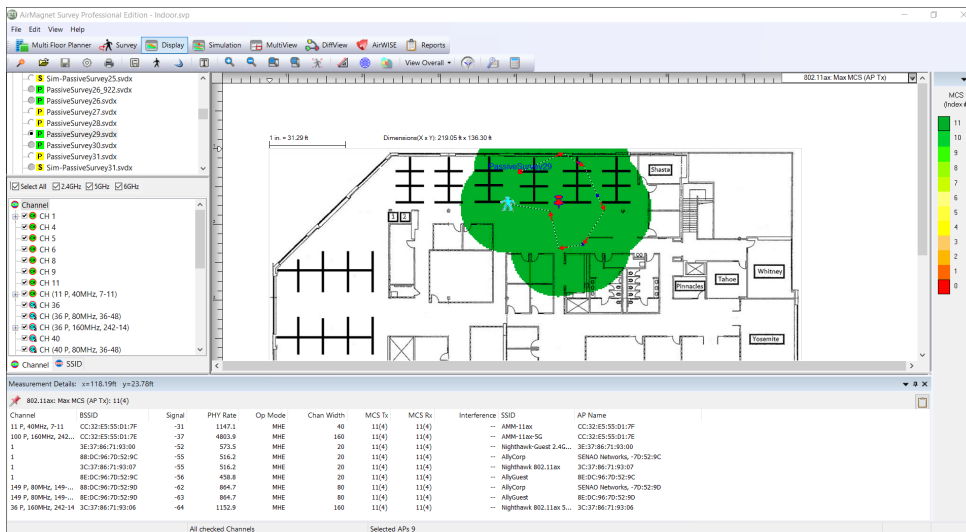 AirMagnet Survey Professional Edition - Indoor.svp
File Edit View Help
Multi Floor Planner Survey Display Simulation MultiView DiffView AirWISE Reports
View Overall
S Sim-PassiveSurvey25.svdx
P PassiveSurvey26_922.svdx
P PassiveSurvey26.svdx
P PassiveSurvey27.svdx
P PassiveSurvey28.svdx
P PassiveSurvey29.svdx
P PassiveSurvey30.svdx
P PassiveSurvey31.svdx
S Sim-PassiveSurvey31.svdx
Select All 2.4GHz 5GHz 6GHz
Channel
CH 1
CH 4
CH 5
CH 6
CH 8
CH 9
CH 11
CH (11 P, 40MHz, 7-11)
CH 36
CH (36 P, 80MHz, 36-48)
CH (36 P, 160MHz, 242-14)
CH 40
CH (40 P, 80MHz, 36-48)
Channel SSID
802.11ax: Max MCS (AP Tx)
1 in. = 31.29 ft Dimensions(X x Y): 219.05 ft x 136.30 ft
PassiveSurvey29
Shasta
1 2
Whitney
Tahoe
Pinnacles
Yosemite
MCS
(Index #
11
10
9
8
7
6
5
4
3
2
1
0
Measurement Details: x=118.19ft y=23.78ft
802.11ax: Max MCS (AP Tx): 11(4)
Channel BSSID Signal PHY Rate Op Mode Chan Width MCS Tx MCS Rx Interference SSID AP Name
11 P, 40MHz, 7-11 CC:32:E5:55:D1:7F -31 1147.1 MHE 40 11(4) 11(4) -- AMM-11ax CC:32:E5:55:D1:7F
100 P, 160MHz, 242... CC:32:E5:55:D1:7E -37 4803.9 MHE 160 11(4) 11(4) -- AMM-11ax-5G CC:32:E5:55:D1:7E
1 3E:37:86:71:93:00 -52 573.5 MHE 20 11(4) 11(4) -- Nighthawk-Guest 2.4G... 3E:37:86:71:93:00
1 88:DC:96:7D:52:9C -55 516.2 MHE 20 11(4) 11(4) -- AllyCorp SENAO Networks, -7D:52:9C
1 3C:37:86:71:93:07 -55 516.2 MHE 20 11(4) 11(4) -- Nighthawk 802.11ax 3C:37:86:71:93:07
1 8E:DC:96:7D:52:9C -56 458.8 MHE 20 11(4) 11(4) -- AllyGuest 8E:DC:96:7D:52:9C
149 P, 80MHz, 149-... 88:DC:96:7D:52:9D -62 864.7 MHE 80 11(4) 11(4) -- AllyCorp SENAO Networks, -7D:52:9D
149 P, 80MHz, 149-... 8E:DC:96:7D:52:9D -63 864.7 MHE 80 11(4) 11(4) -- AllyGuest 8E:DC:96:7D:52:9D
36 P, 160MHz, 242-14 3C:37:86:71:93:06 -64 1152.9 MHE 160 11(4) 11(4) -- Nighthawk 802.11ax 5... 3C:37:86:71:93:06
All checked Channels Selected APs 9